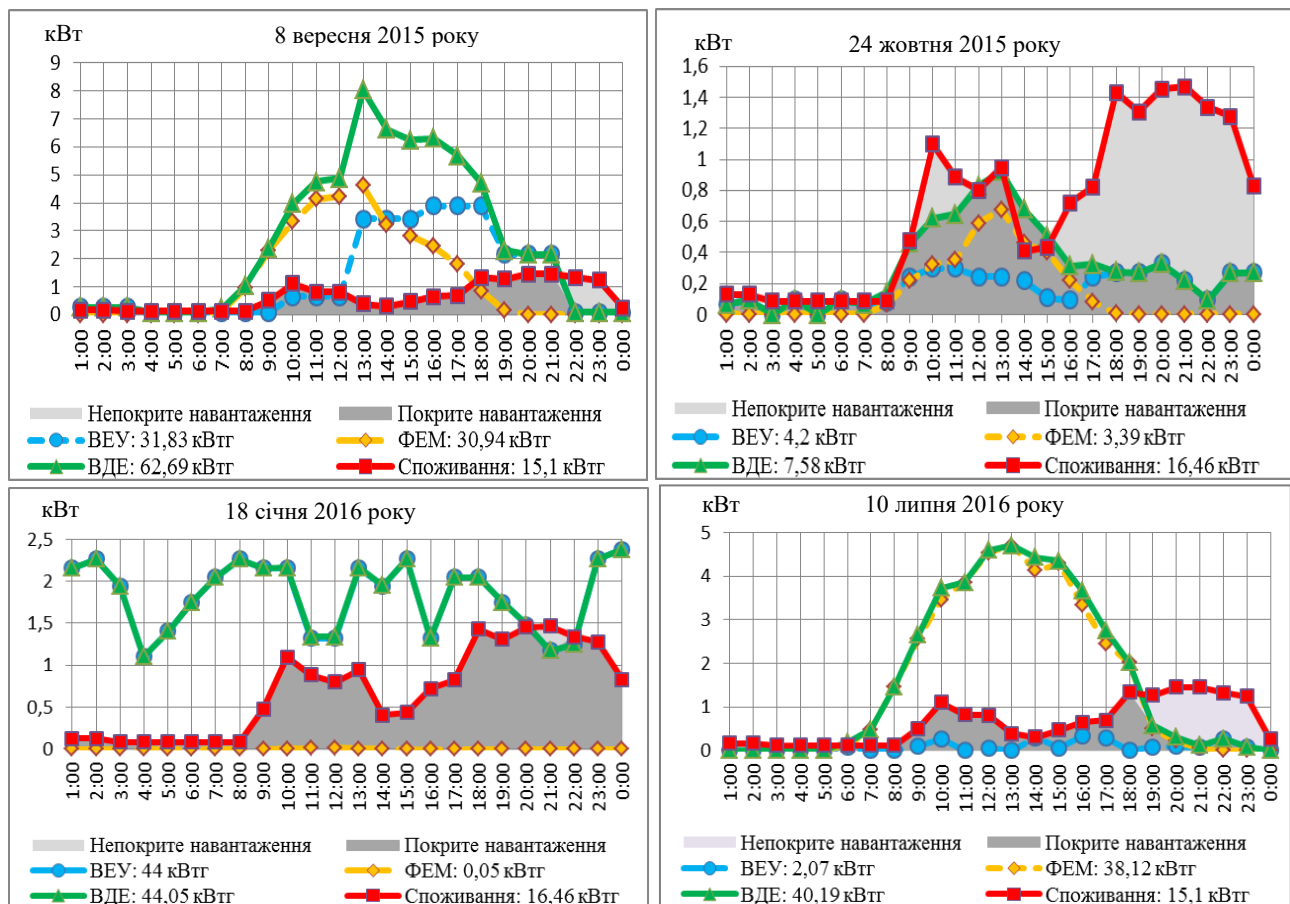 кВт
8 вересня 2015 року
9
8
7
6
5
4
3
2
1
0
1:00 2:00 3:00 4:00 5:00 6:00 7:00 8:00 9:00 10:00 11:00 12:00 13:00 14:00 15:00 16:00 17:00 18:00 19:00 20:00 21:00 22:00 23:00 0:00
Непокрите навантаження Покрите навантаження
ВЕУ: 31,83 кВтг ФЕМ: 30,94 кВтг
ВДЕ: 62,69 кВтг Споживання: 15,1 кВтг
кВт
24 жовтня 2015 року
1,6
1,4
1,2
1
0,8
0,6
0,4
0,2
0
1:00 2:00 3:00 4:00 5:00 6:00 7:00 8:00 9:00 10:00 11:00 12:00 13:00 14:00 15:00 16:00 17:00 18:00 19:00 20:00 21:00 22:00 23:00 0:00
Непокрите навантаження Покрите навантаження
ВЕУ: 4,2 кВтг ФЕМ: 3,39 кВтг
ВДЕ: 7,58 кВтг Споживання: 16,46 кВтг
кВт
18 січня 2016 року
2,5
2
1,5
1
0,5
0
1:00 2:00 3:00 4:00 5:00 6:00 7:00 8:00 9:00 10:00 11:00 12:00 13:00 14:00 15:00 16:00 17:00 18:00 19:00 20:00 21:00 22:00 23:00 0:00
Непокрите навантаження Покрите навантаження
ВЕУ: 44 кВтг ФЕМ: 0,05 кВтг
ВДЕ: 44,05 кВтг Споживання: 16,46 кВтг
кВт
10 липня 2016 року
5
4
3
2
1
0
1:00 2:00 3:00 4:00 5:00 6:00 7:00 8:00 9:00 10:00 11:00 12:00 13:00 14:00 15:00 16:00 17:00 18:00 19:00 20:00 21:00 22:00 23:00 0:00
Непокрите навантаження Покрите навантаження
ВЕУ: 2,07 кВтг ФЕМ: 38,12 кВтг
ВДЕ: 40,19 кВтг Споживання: 15,1 кВтг